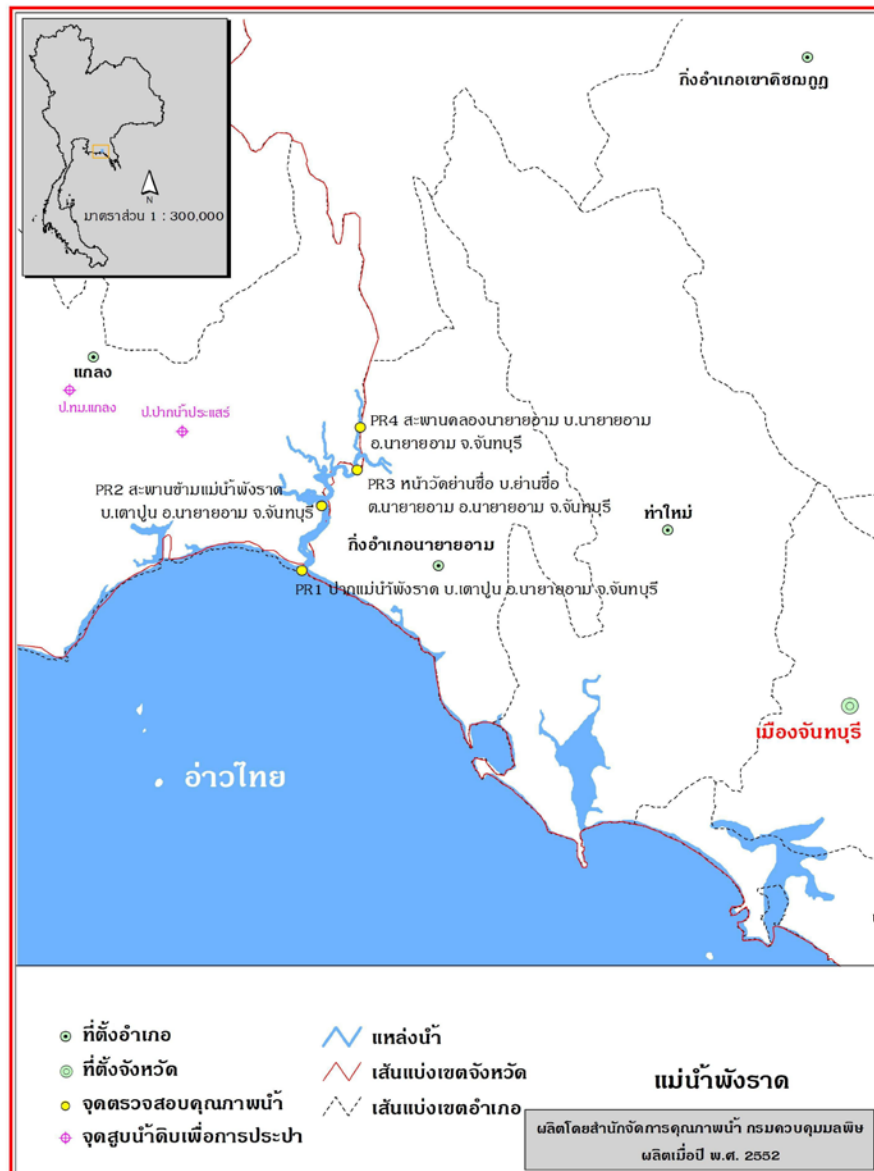 กิ่งอำเภอเขาคิชฌกูฏ
N
มาตราส่วน 1 : 300,000
แกลง
ป.ทม.แกลง
ป.ปากน้ำประแสร์
PR4 สะพานคลองนายายอาม บ.นายายอาม
อ.นายายอาม จ.จันทบุรี
PR3 หน้าวัดย่านซื่อ บ.ย่านซื่อ
ต.นายายอาม อ.นายายอาม จ.จันทบุรี
PR2 สะพานข้ามแม่น้ำพังราด
บ.เตาปูน อ.นายายอาม จ.จันทบุรี
ท่าใหม่
กิ่งอำเภอนายายอาม
PR1 ปากแม่น้ำพังราด บ.เตาปูน อ.นายายอาม จ.จันทบุรี
เมืองจันทบุรี
อ่าวไทย
ที่ตั้งอำเภอ
ที่ตั้งจังหวัด
จุดตรวจสอบคุณภาพน้ำ
จุดสูบน้ำดิบเพื่อการประปา
แหล่งน้ำ
เส้นแบ่งเขตจังหวัด
เส้นแบ่งเขตอำเภอ
แม่น้ำพังราด
ผลิตโดยสำนักจัดการคุณภาพน้ำ กรมควบคุมมลพิษ
ผลิตเมื่อปี พ.ศ. 2552